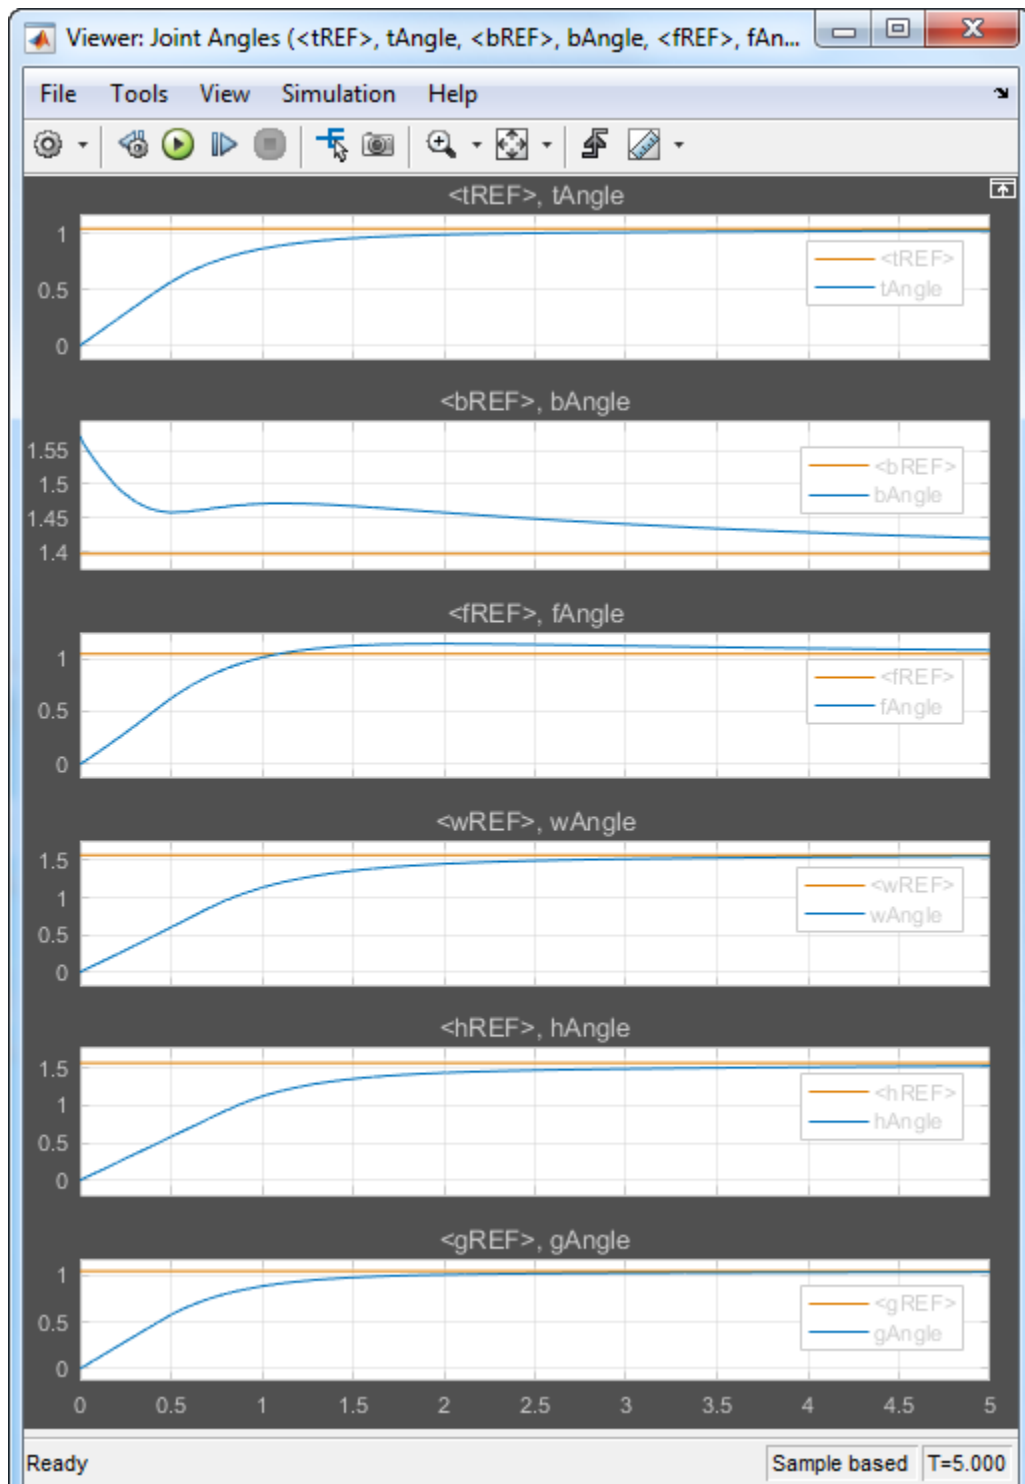 Viewer: Joint Angles (<tREF>, tAngle, <bREF>, bAngle, <fREF>, fAn...
File Tools View Simulation Help
<tREF>, tAngle
1
0.5
0
<tREF>
tAngle
<bREF>, bAngle
1.55
1.5
1.45
1.4
<bREF>
bAngle
<fREF>, fAngle
1
0.5
0
<fREF>
fAngle
<wREF>, wAngle
1.5
1
0.5
0
<wREF>
wAngle
<hREF>, hAngle
1.5
1
0.5
0
<hREF>
hAngle
<gREF>, gAngle
1
0.5
0
<gREF>
gAngle
0 0.5 1 1.5 2 2.5 3 3.5 4 4.5 5
Ready Sample based T=5.000